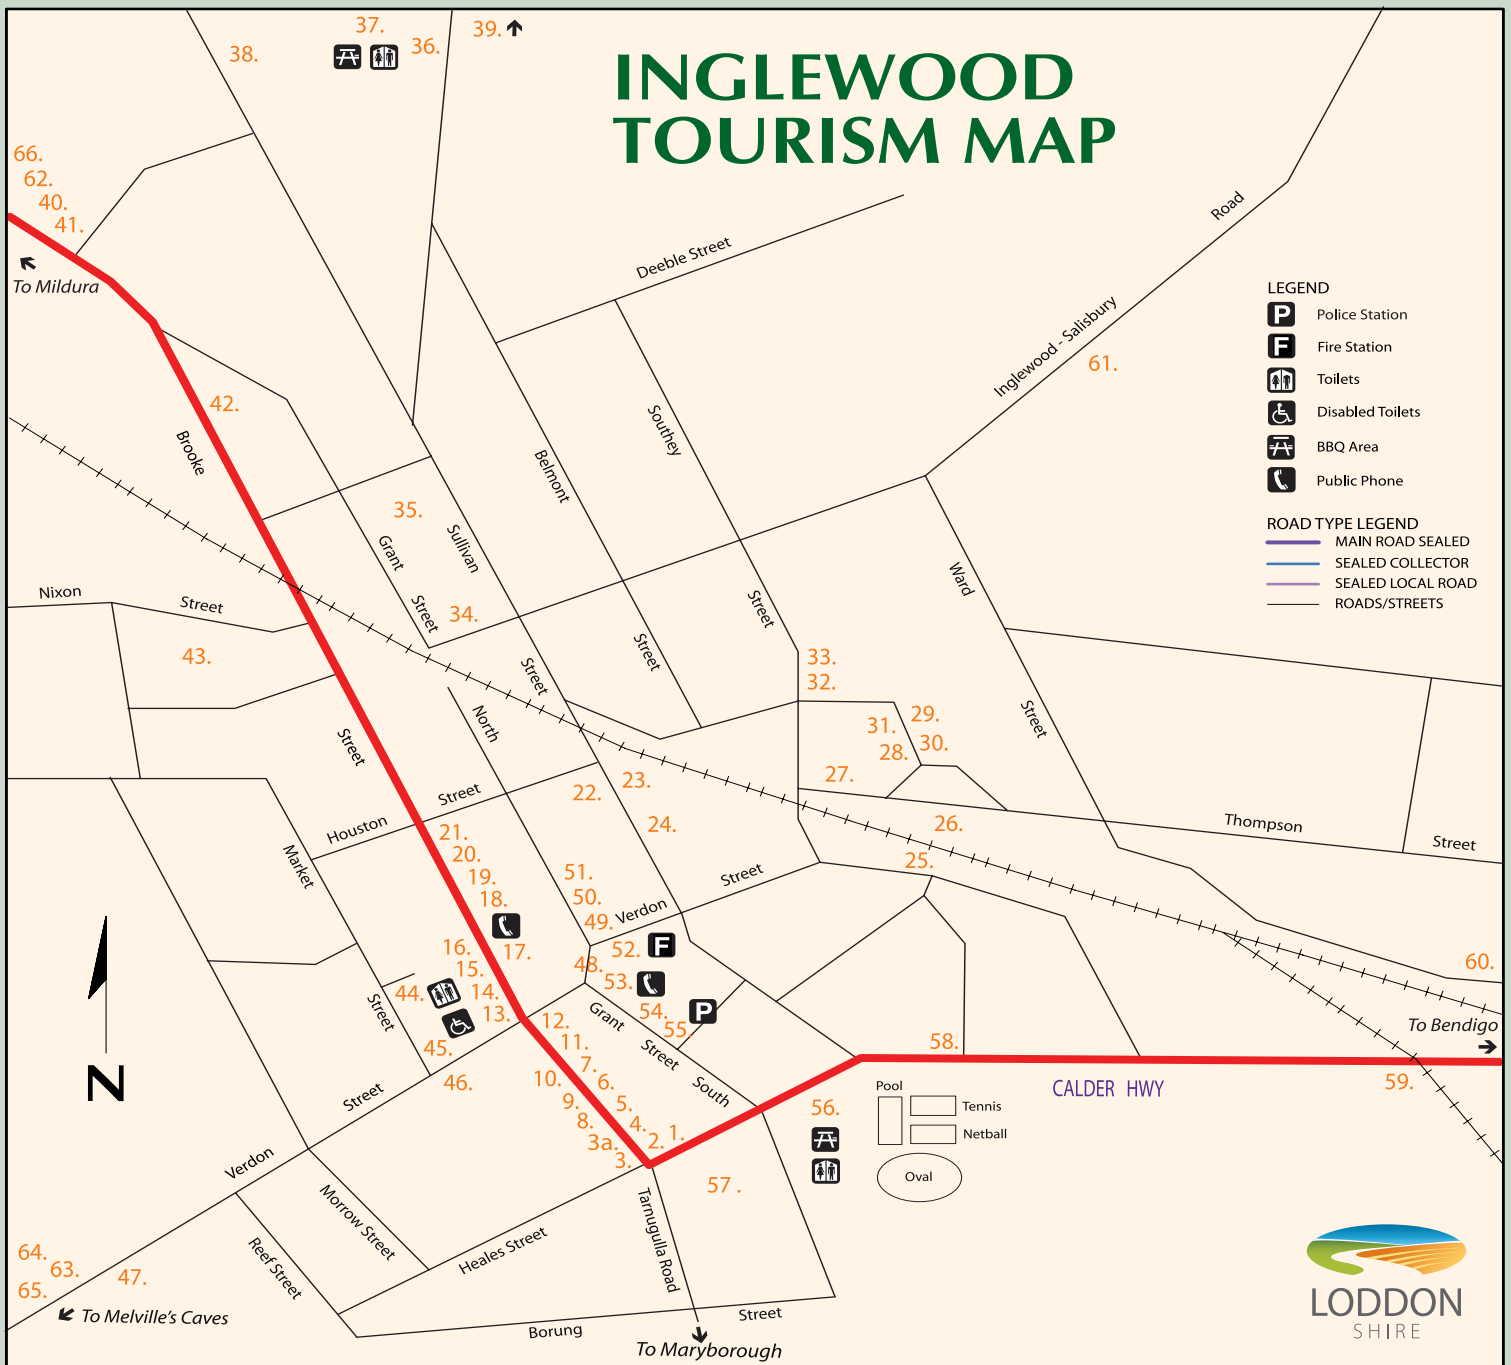 INGLEWOOD
TOURISM MAP
37.
38.
36.
39.
66.
62.
40.
41.
To Mildura
Deeble Street
Road
Inglewood - Salisbury
61.
LEGEND
P Police Station
F Fire Station
Toilets
Disabled Toilets
BBQ Area
Public Phone
ROAD TYPE LEGEND
MAIN ROAD SEALED
SEALED COLLECTOR
SEALED LOCAL ROAD
ROADS/STREETS
42.
Brooke
Southey
Belmont
35.
Sullivan
Grant
Ward
Nixon
Street
Street
34.
Street
Street
43.
Street
33.
32.
North
Street
Street
31.
29.
28.
30.
27.
23.
22.
Street
Houston
24.
26.
Thompson
Street
21.
20.
19.
18.
Market
25.
51.
50.
49.
Verdon
Street
16.
17.
15.
14.
13.
44.
52.
F
48.
53.
54.
55.
P
60.
Street
45.
12.
11.
Grant
Street
South
58.
To Bendigo
59.
CALDER HWY
46.
10.
7.
6.
9.
5.
8.
4.
3a.
2.
1.
3.
56.
Pool
Tennis
Netball
Oval
Street
Verdon
57 .
N
Morrow Street
Reef Street
Heales Street
Tarnugulla Road
64.
63.
65.
47.
To Melville's Caves
Borung
Street
To Maryborough
LODDON
SHIRE